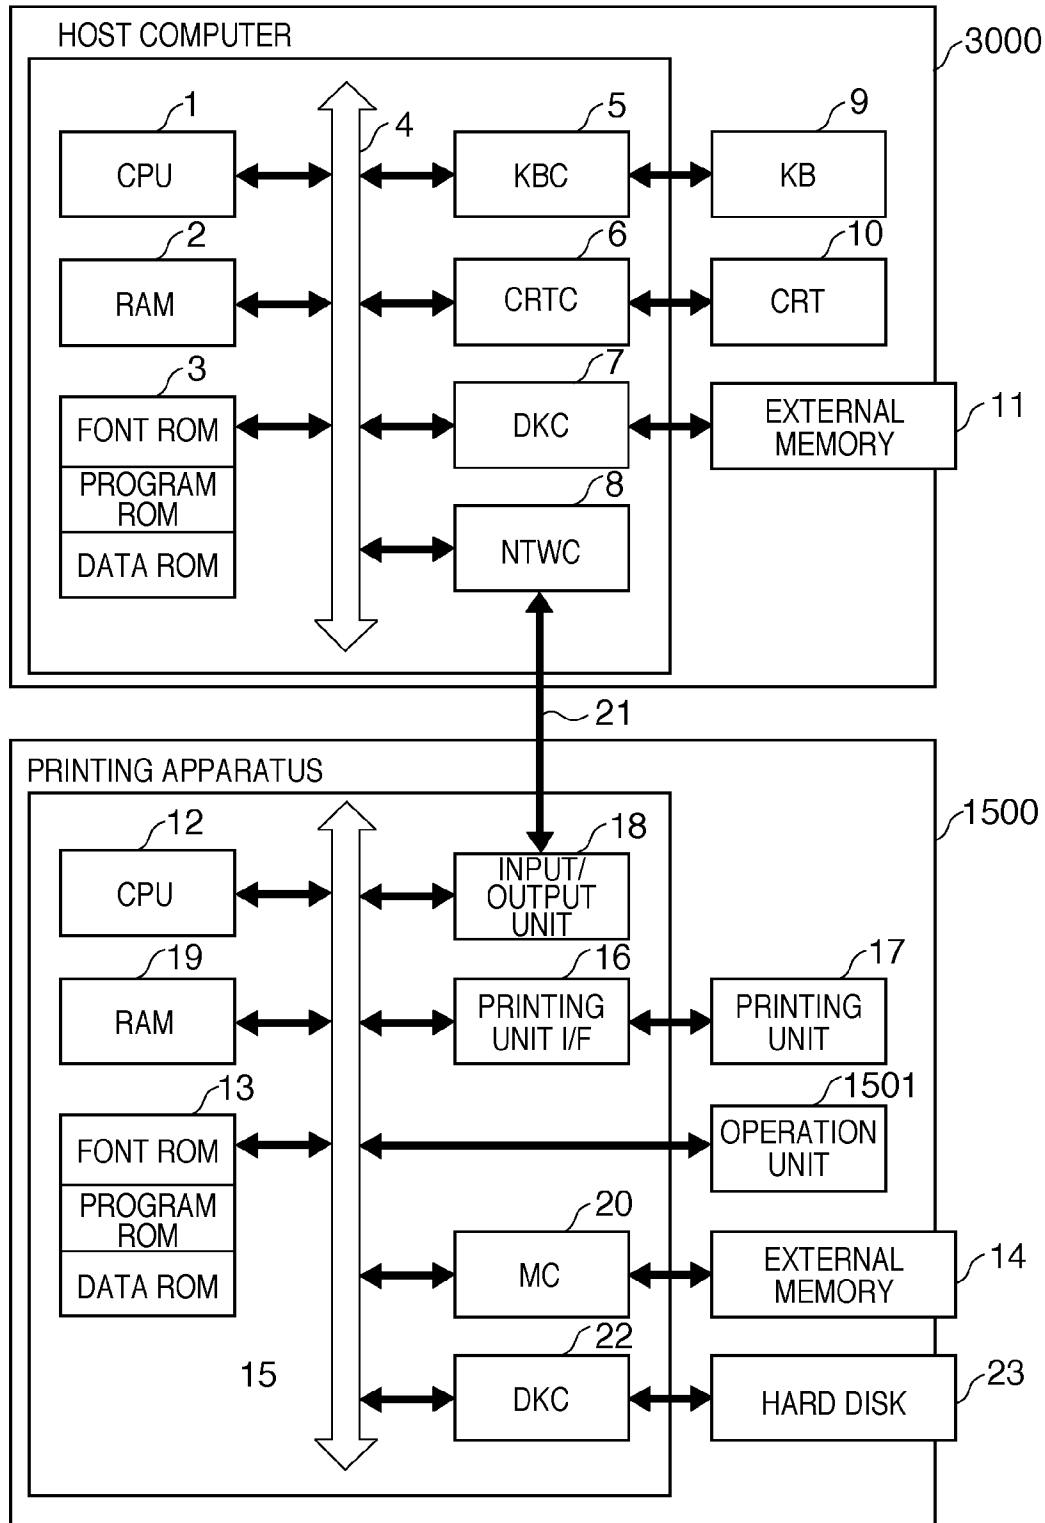 HOST COMPUTER
3000
1
4
5
9
CPU
KBC
KB
2
6
10
RAM
CRTC
CRT
3
7
11
FONT ROM
DKC
EXTERNAL
MEMORY
PROGRAM
ROM
8
DATA ROM
NTWC
21
PRINTING APPARATUS
1500
12
18
CPU
INPUT/
OUTPUT
UNIT
19
16
17
RAM
PRINTING
UNIT I/F
PRINTING
UNIT
13
1501
FONT ROM
OPERATION
UNIT
PROGRAM
ROM
20
14
DATA ROM
MC
EXTERNAL
MEMORY
15
22
23
DKC
HARD DISK